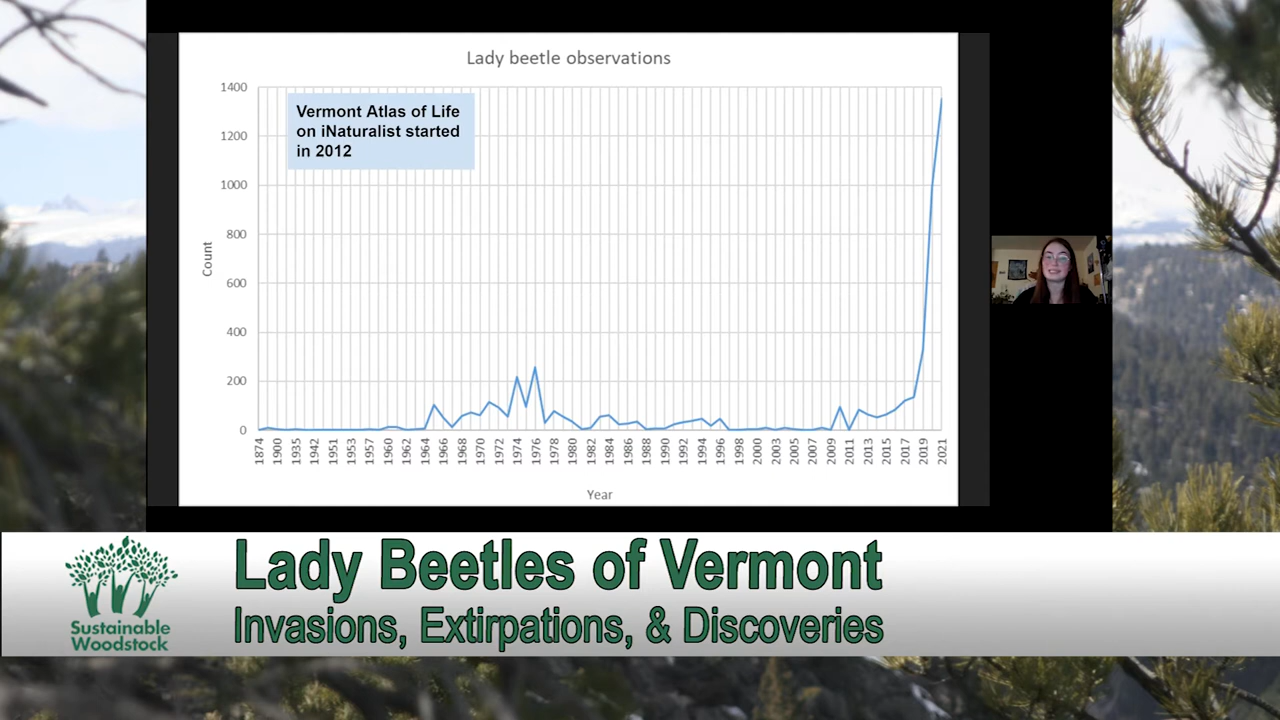 Lady beetle observations
Vermont Atlas of Life
on iNaturalist started
in 2012
1400
1200
1000
800
600
400
200
0
Count
1874 1900 1935 1942 1951 1953 1957 1960 1962 1964 1966 1968 1970 1972 1974 1976 1978 1980 1982 1984 1986 1988 1990 1992 1994 1996 1998 2000 2003 2005 2007 2009 2011 2013 2015 2017 2019 2021
Year
Sustainable
Woodstock
Lady Beetles of Vermont
Invasions, Extirpations, & Discoveries